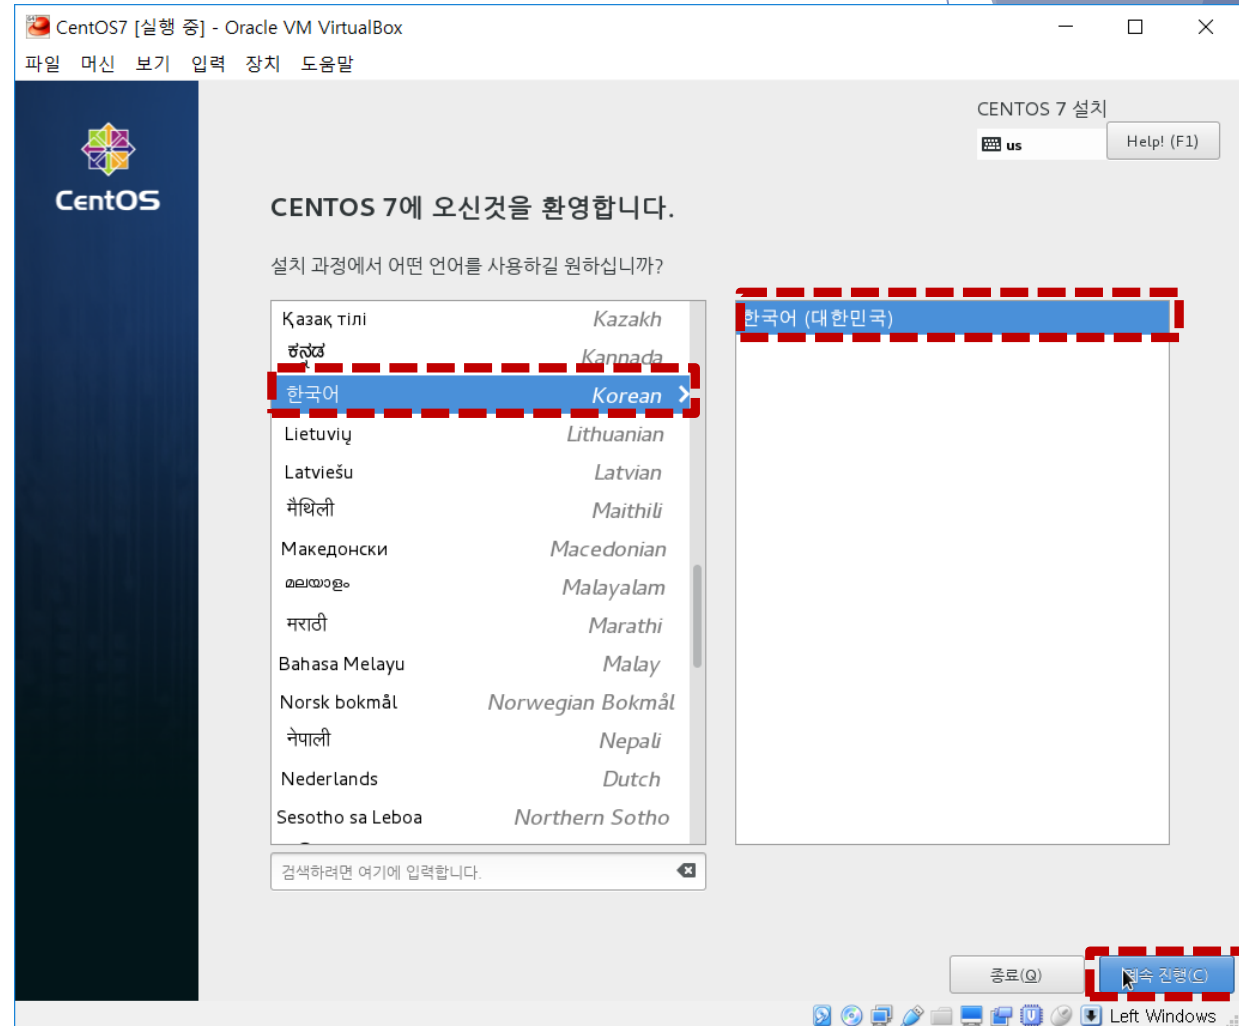 CentOS7 [실행 중] - Oracle VM VirtualBox
파일 머신 보기 입력 장치 도움말
CentOS
CENTOS 7 설치
us
Help! (F1)
CENTOS 7에 오신것을 환영합니다.
설치 과정에서 어떤 언어를 사용하길 원하십니까?
Қазақ тілі Kazakh
ಕನ್ನಡ Kannada
한국어 Korean
Lietuvių Lithuanian
Latviešu Latvian
मैथिली Maithili
Македонски Macedonian
മലയാളം Malayalam
मराठी Marathi
Bahasa Melayu Malay
Norsk bokmål Norwegian Bokmål
नेपाली Nepali
Nederlands Dutch
Sesotho sa Leboa Northern Sotho
한국어 (대한민국)
검색하려면 여기에 입력합니다.
종료(Q)
계속 진행(C)
Left Windows